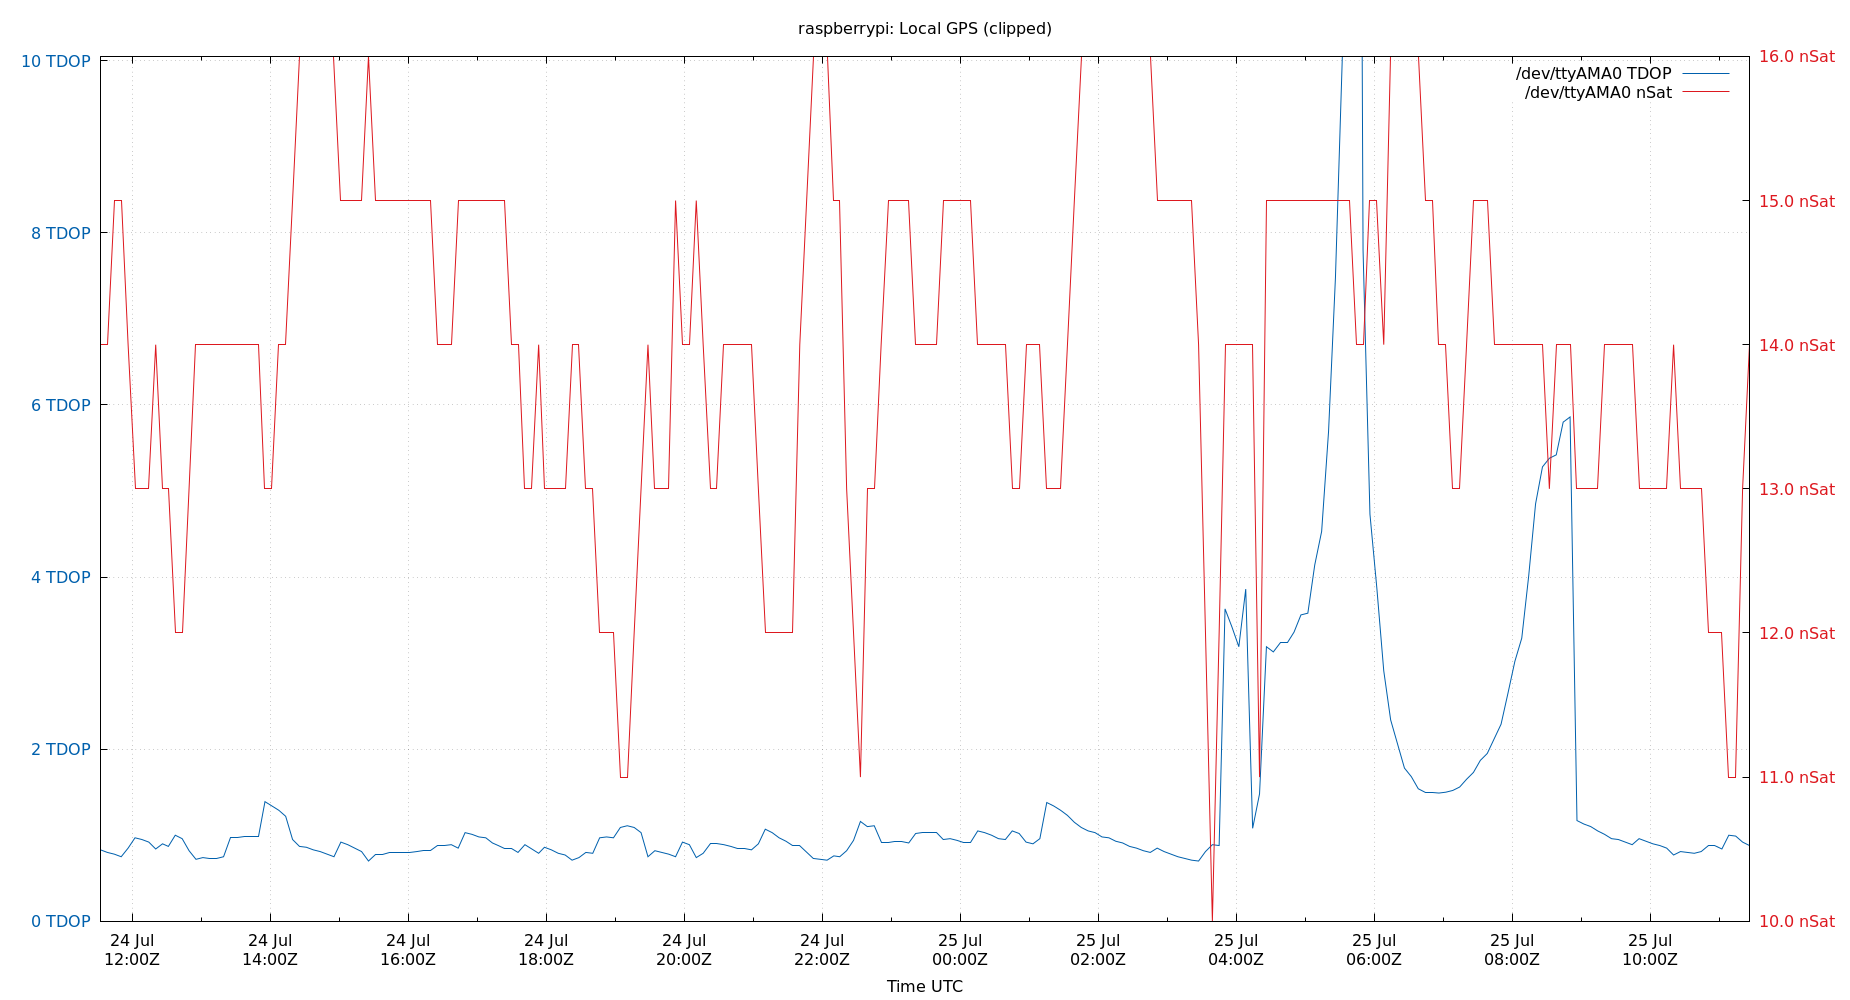 raspberrypi: Local GPS (clipped)
/dev/ttyAMA0 TDOP
/dev/ttyAMA0 nSat
10 TDOP
8 TDOP
6 TDOP
4 TDOP
2 TDOP
0 TDOP
16.0 nSat
15.0 nSat
14.0 nSat
13.0 nSat
12.0 nSat
11.0 nSat
10.0 nSat
24 Jul
12:00Z
24 Jul
14:00Z
24 Jul
16:00Z
24 Jul
18:00Z
24 Jul
20:00Z
24 Jul
22:00Z
25 Jul
00:00Z
25 Jul
02:00Z
25 Jul
04:00Z
25 Jul
06:00Z
25 Jul
08:00Z
25 Jul
10:00Z
Time UTC